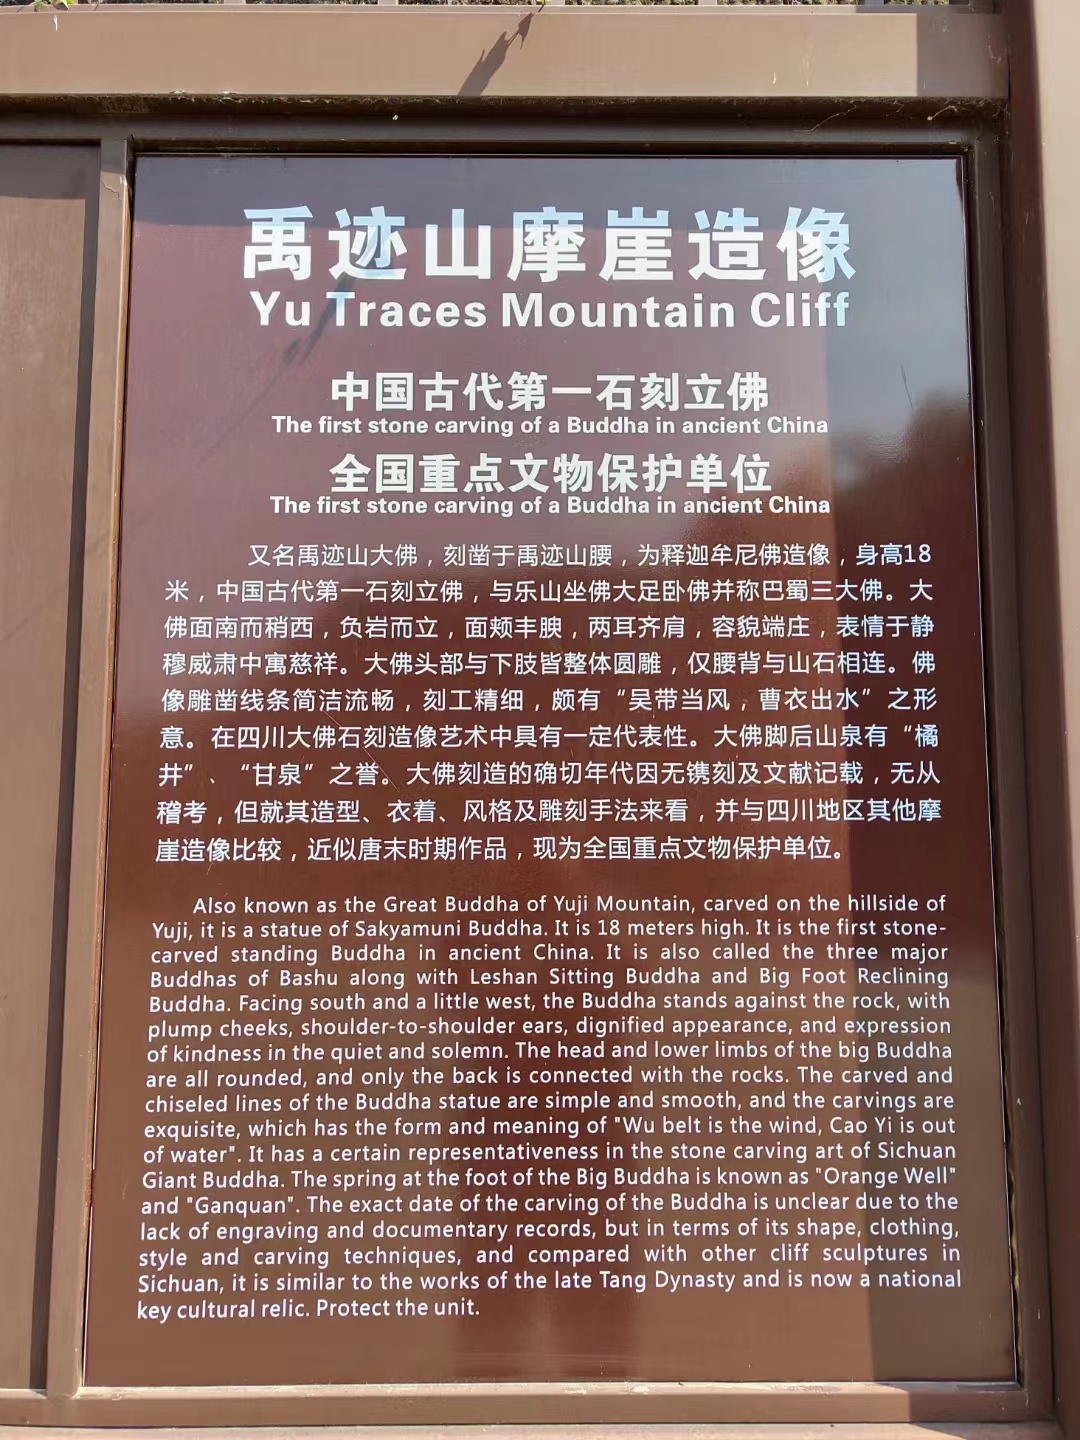 禹迹山摩崖造像
Yu Traces Mountain Cliff
中国古代第一石刻立佛
The first stone carving of a Buddha in ancient China
全国重点文物保护单位
The first stone carving of a Buddha in ancient China
又名禹迹山大佛，刻凿于禹迹山腰，为释迦牟尼佛造像，身高18
米，中国古代第一石刻立佛，与乐山坐佛大足卧佛并称巴蜀三大佛。大
佛面南而稍西，负岩而立，面颊丰腴，两耳齐肩，容貌端庄，表情于静
穆威肃中寓慈祥。大佛头部与下肢皆整体圆雕，仅腰背与山石相连。佛
像雕凿线条简洁流畅，刻工精细，颇有“吴带当风，曹衣出水”之形
意。在四川大佛石刻造像艺术中具有一定代表性。大佛脚后山泉有“橘
井”、“甘泉”之誉。大佛刻造的确切年代因无镌刻及文献记载，无从
稽考，但就其造型、衣着、风格及雕刻手法来看，并与四川地区其他摩
崖造像比较，近似唐末时期作品，现为全国重点文物保护单位。
Also known as the Great Buddha of Yuji Mountain, carved on the hillside of
Yuji, it is a statue of Sakyamuni Buddha. It is 18 meters high. It is the first stone-
carved standing Buddha in ancient China. It is also called the three major
Buddhas of Bashu along with Leshan Sitting Buddha and Big Foot Reclining
Buddha. Facing south and a little west, the Buddha stands against the rock, with
plump cheeks, shoulder-to-shoulder ears, dignified appearance, and expression
of kindness in the quiet and solemn. The head and lower limbs of the big Buddha
are all rounded, and only the back is connected with the rocks. The carved and
chiseled lines of the Buddha statue are simple and smooth, and the carvings are
exquisite, which has the form and meaning of "Wu belt is the wind, Cao Yi is out
of water". It has a certain representativeness in the stone carving art of Sichuan
Giant Buddha. The spring at the foot of the Big Buddha is known as "Orange Well"
and "Ganquan". The exact date of the carving of the Buddha is unclear due to the
lack of engraving and documentary records, but in terms of its shape, clothing,
style and carving techniques, and compared with other cliff sculptures in
Sichuan, it is similar to the works of the late Tang Dynasty and is now a national
key cultural relic. Protect the unit.